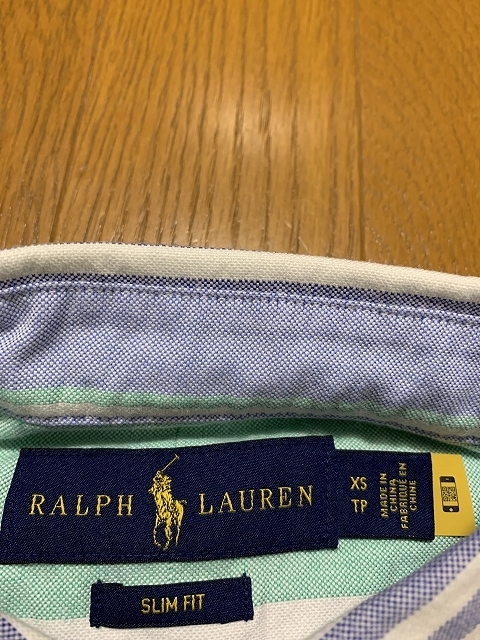 RALPH LAUREN
XS
TP
MADE IN
CHINA
FABRIQUÉ EN
CHINE
SLIM FIT